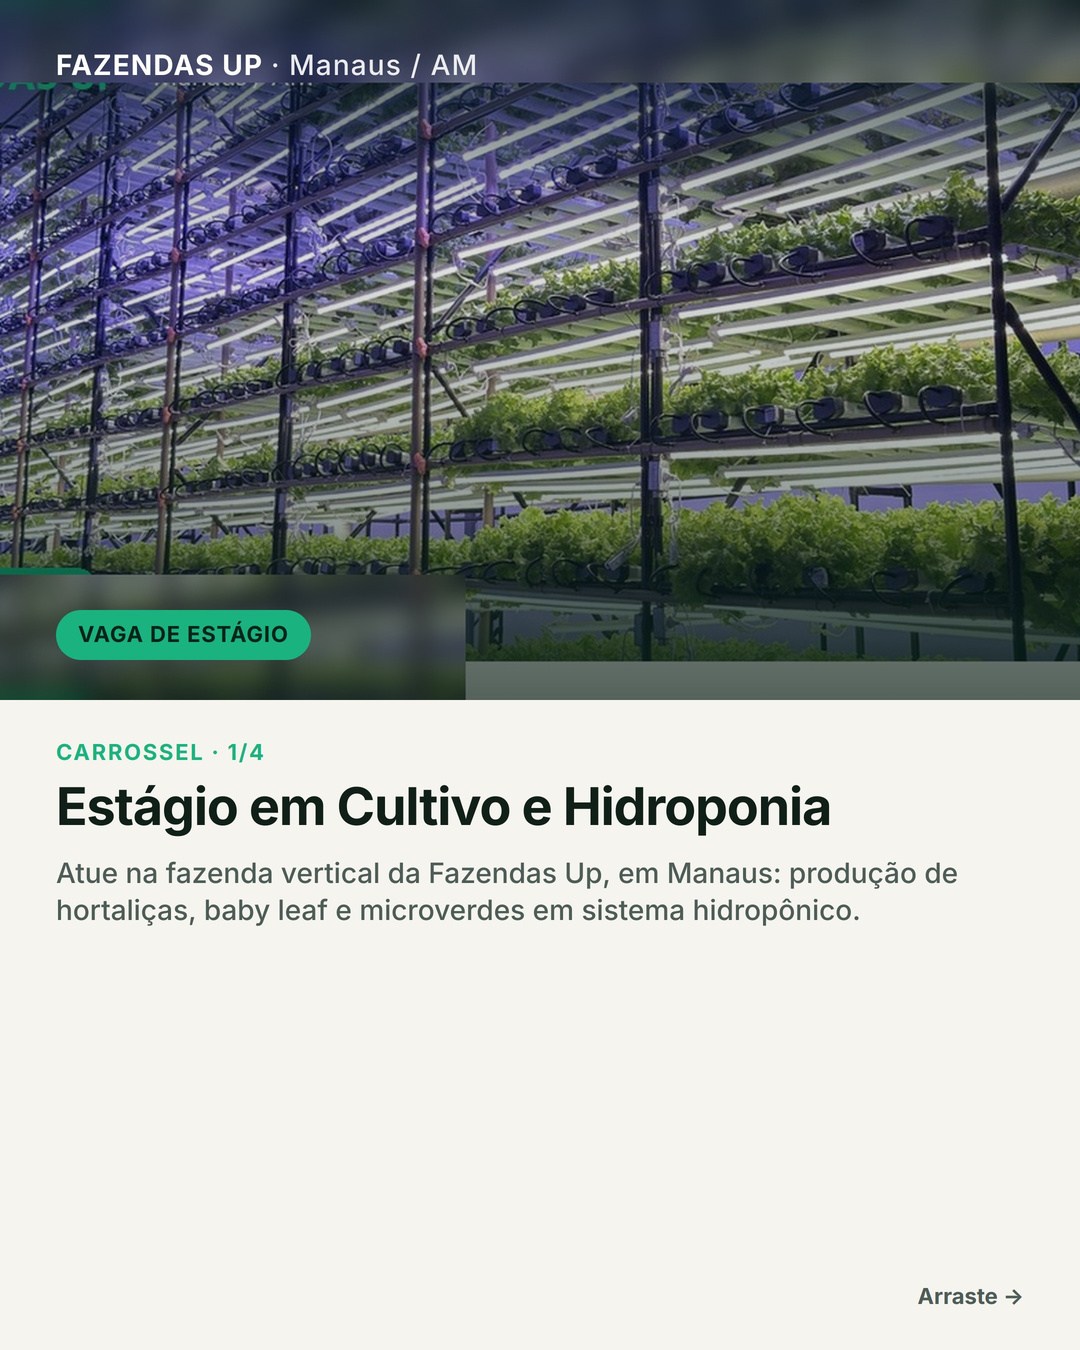 FAZENDAS UP · Manaus / AM
VAGA DE ESTÁGIO
CARROSSEL · 1/4
Estágio em Cultivo e Hidroponia
Atue na fazenda vertical da Fazendas Up, em Manaus: produção de
hortaliças, baby leaf e microverdes em sistema hidropônico.
Arraste →